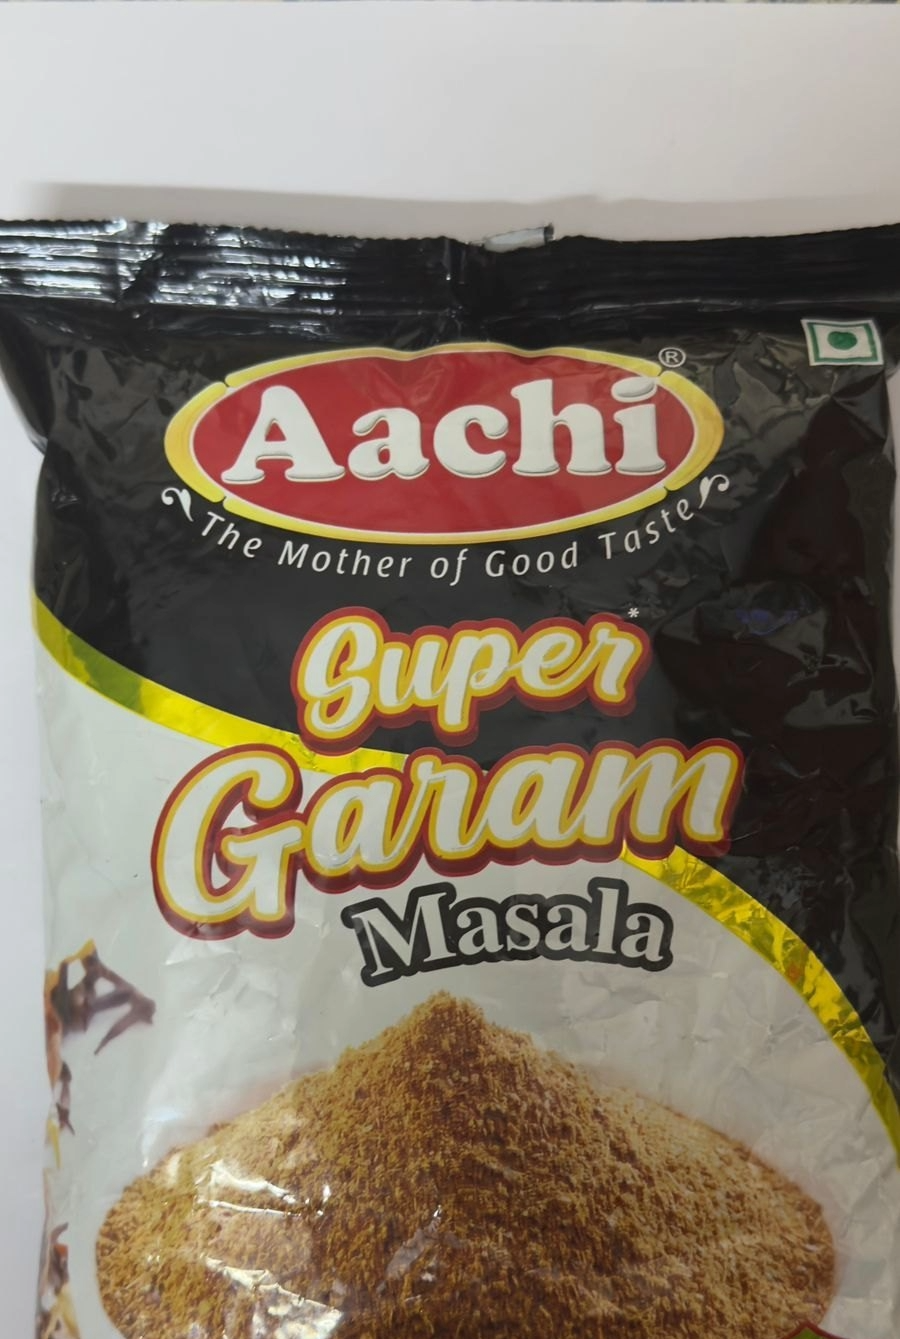 Aachi®
The Mother of Good Taste
Super*
Garam
Masala